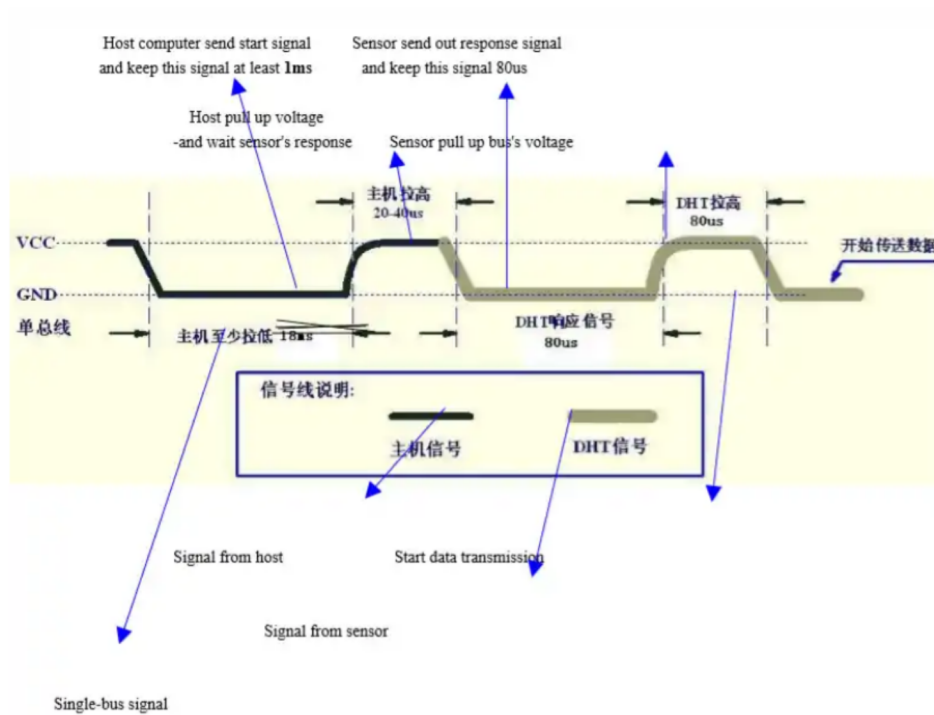 Host computer send start signal
and keep this signal at least 1ms
Sensor send out response signal
and keep this signal 80us
Host pull up voltage
-and wait sensor's response
Sensor pull up bus's voltage
主机拉高
20-40us
DHT拉高
80us
VCC
开始传送数据
GND
单总线
主机至少拉低 18ms
DHT响应信号
80us
信号线说明:
主机信号
DHT信号
Signal from host
Start data transmission
Signal from sensor
Single-bus signal